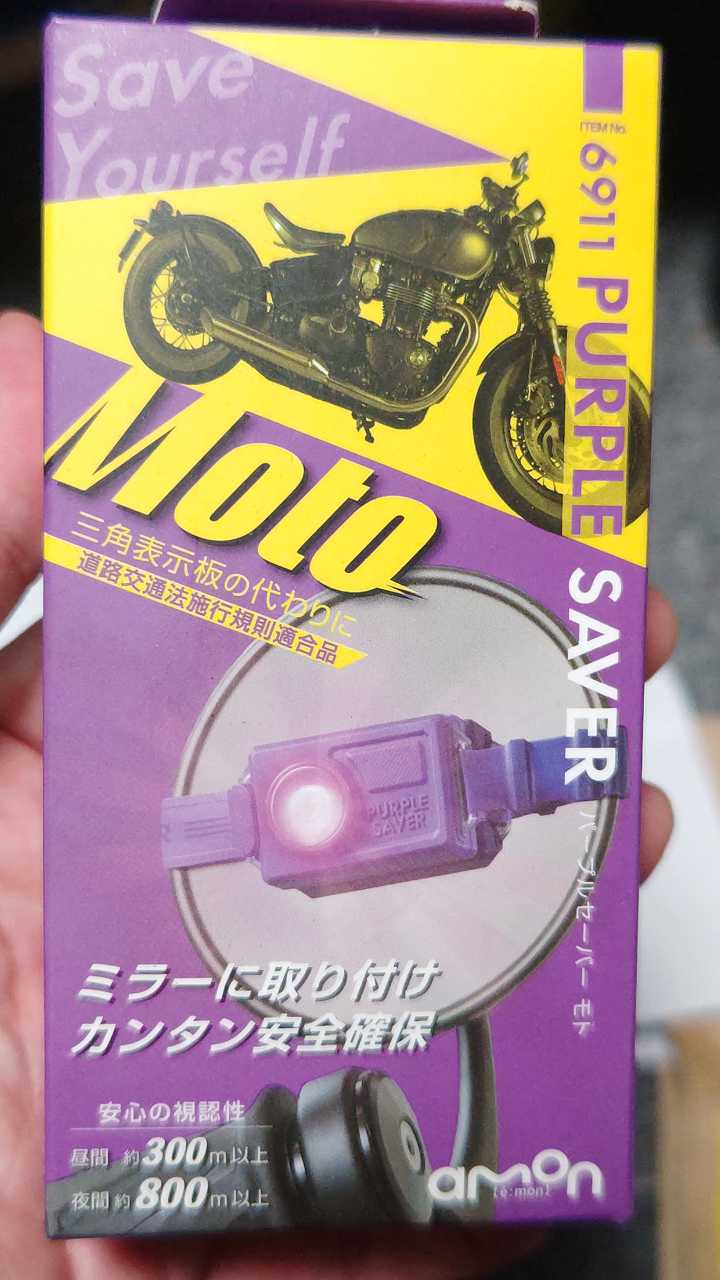 Save
Yourself
ITEM No.
6911 PURPLE SAVER パープルセーバー モト
Moto
三角表示板の代わりに
道路交通法施行規則適合品
PURPLE
SAVER
ミラーに取り付け
カンタン安全確保
安心の視認性
昼間 約300m以上
夜間 約800m以上
amon
[é:mon]